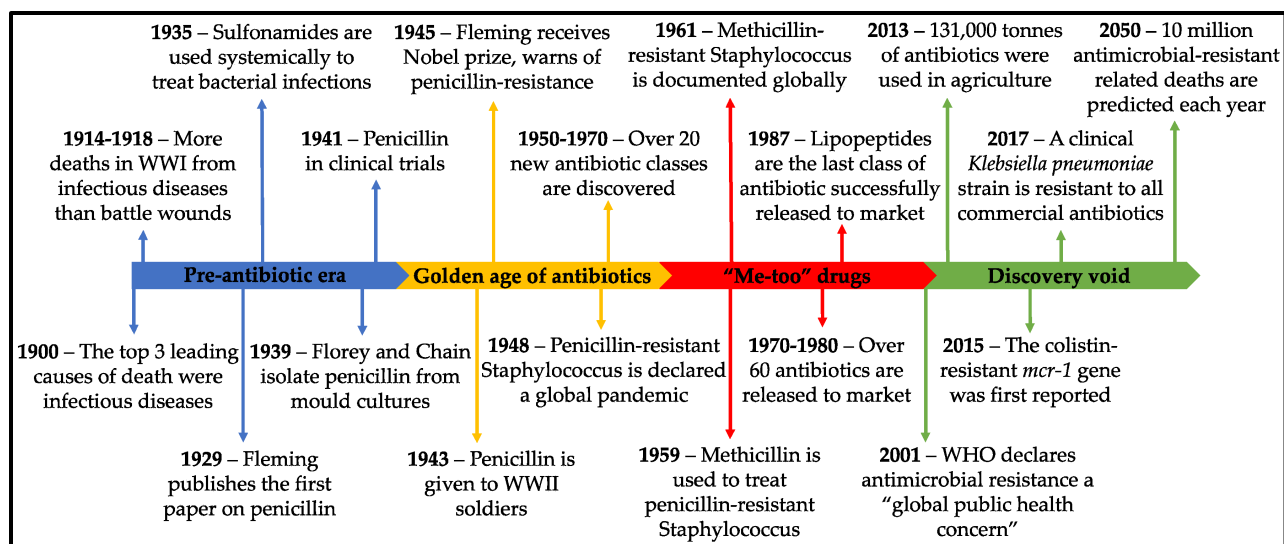 1935 – Sulfonamides are
used systemically to
treat bacterial infections
1945 – Fleming receives
Nobel prize, warns of
penicillin-resistance
1961 – Methicillin-
resistant Staphylococcus
is documented globally
2013 – 131,000 tonnes
of antibiotics were
used in agriculture
2050 – 10 million
antimicrobial-resistant
related deaths are
predicted each year
1914-1918 – More
deaths in WWI from
infectious diseases
than battle wounds
1941 – Penicillin
in clinical trials
1950-1970 – Over 20
new antibiotic classes
are discovered
1987 – Lipopeptides
are the last class of
antibiotic successfully
released to market
2017 – A clinical
Klebsiella pneumoniae
strain is resistant to all
commercial antibiotics
Pre-antibiotic era
Golden age of antibiotics
“Me-too” drugs
Discovery void
1900 – The top 3 leading
causes of death were
infectious diseases
1939 – Florey and Chain
isolate penicillin from
mould cultures
1948 – Penicillin-resistant
Staphylococcus is declared
a global pandemic
1970-1980 – Over
60 antibiotics are
released to market
2015 – The colistin-
resistant mcr-1 gene
was first reported
1929 – Fleming
publishes the first
paper on penicillin
1943 – Penicillin is
given to WWII
soldiers
1959 – Methicillin is
used to treat
penicillin-resistant
Staphylococcus
2001 – WHO declares
antimicrobial resistance a
“global public health
concern”